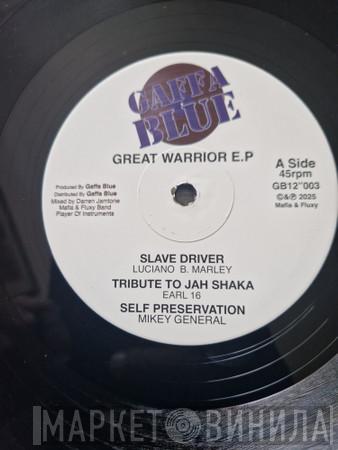 GAFFA
BLUE
GREAT WARRIOR E.P
A Side
45rpm
GB12"003
©&℗ 2025
Mafia & Fluxy
Produced By Gaffa Blue
Distributed By Gaffa Blue
Mixed by Darren Jamtone
Mafia & Fluxy Band
Player Of Instruments
SLAVE DRIVER
LUCIANO B. MARLEY
TRIBUTE TO JAH SHAKA
EARL 16
SELF PRESERVATION
MIKEY GENERAL
МАРКЕТ ВИНИЛА